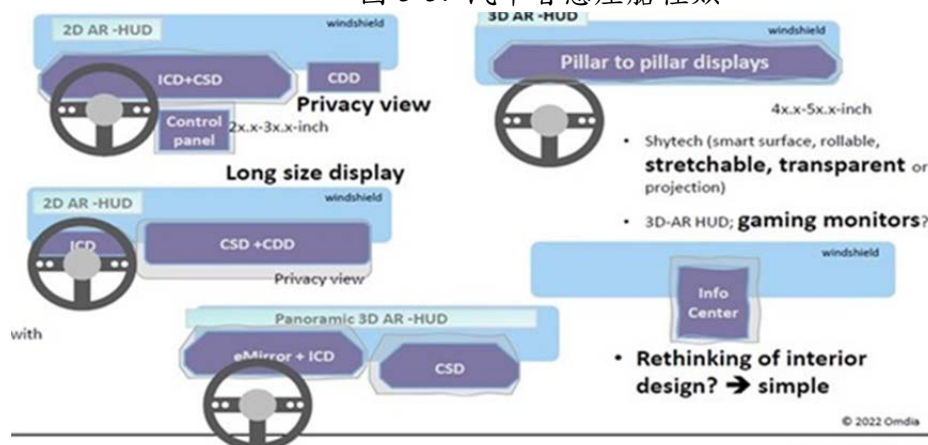 2D AR -HUD
windshield
ICD+CSD
CDD
Privacy view
Control
panel
2x.x-3x.x-inch
Long size display
3D AR -HUD
windshield
Pillar to pillar displays
4x.x-5x.x-inch
• Shytech (smart surface, rollable,
stretchable, transparent or
projection)
• 3D-AR HUD; gaming monitors?
2D AR -HUD
windshield
ICD
CSD +CDD
Privacy view
with
Panoramic 3D AR -HUD
eMirror + ICD
CSD
windshield
Info
Center
• Rethinking of interior
design? ➔ simple
© 2022 Omdia